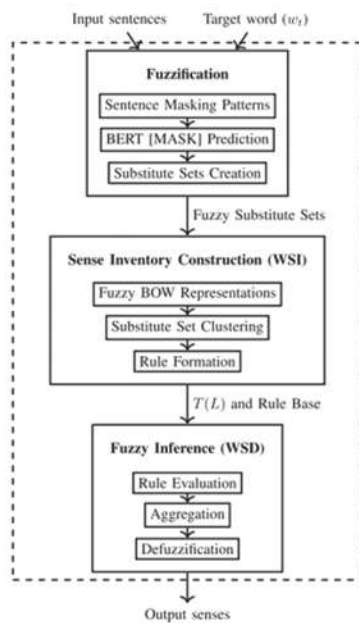 Input sentences
Target word (wt)
Fuzzification
Sentence Masking Patterns
BERT [MASK] Prediction
Substitute Sets Creation
Fuzzy Substitute Sets
Sense Inventory Construction (WSI)
Fuzzy BOW Representations
Substitute Set Clustering
Rule Formation
T(L) and Rule Base
Fuzzy Inference (WSD)
Rule Evaluation
Aggregation
Defuzzification
Output senses